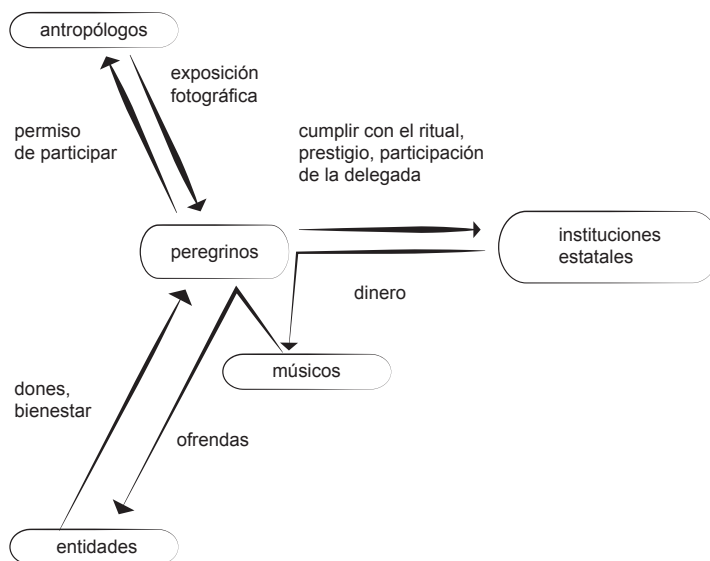 antropólogos
exposición
fotográfica
permiso
de participar
cumplir con el ritual,
prestigio, participación
de la delegada
peregrinos
instituciones
estatales
dinero
músicos
dones,
bienestar
ofrendas
entidades